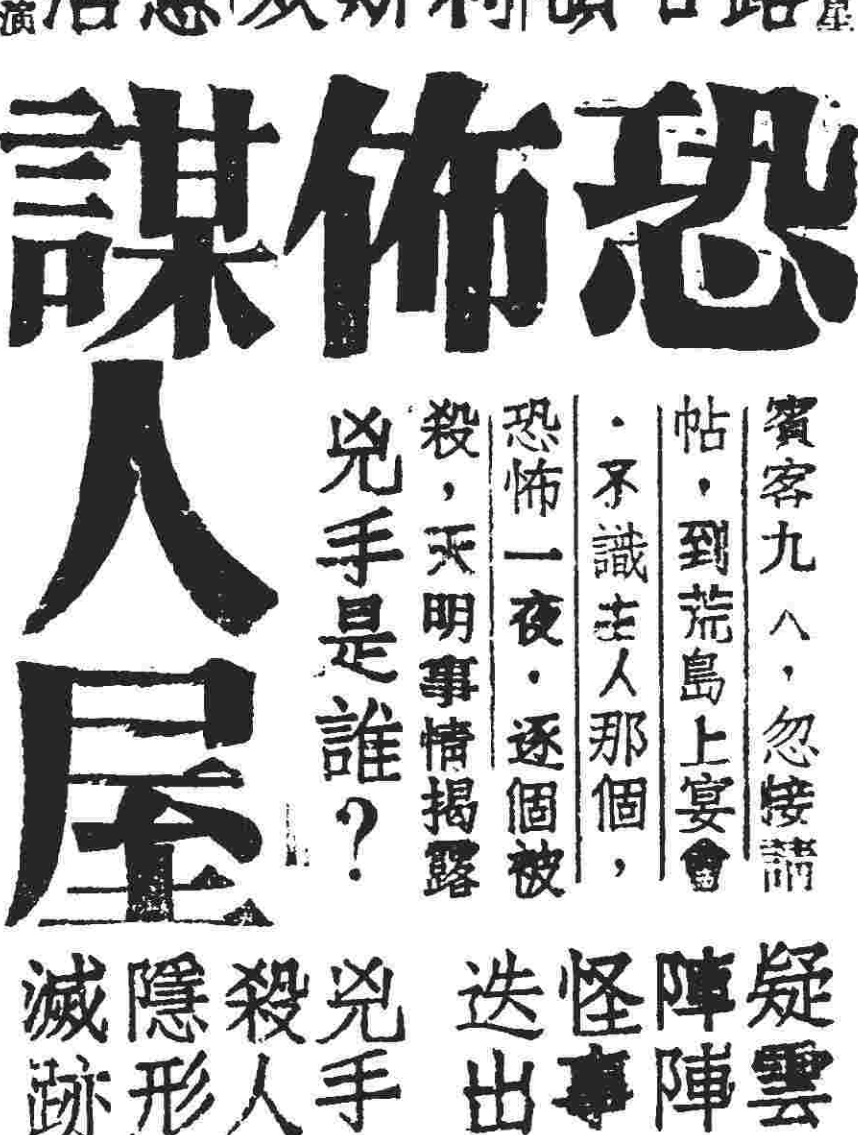 恐佈謀
人屋
賓客九人，忽接請
帖，到荒島上宴會
·不識主人那個，
恐怖一夜·逐個被
殺，天明事情揭露
兇手是誰？
疑雲
陣陣
怪事
迭出
兇手
殺人
隱形
滅跡